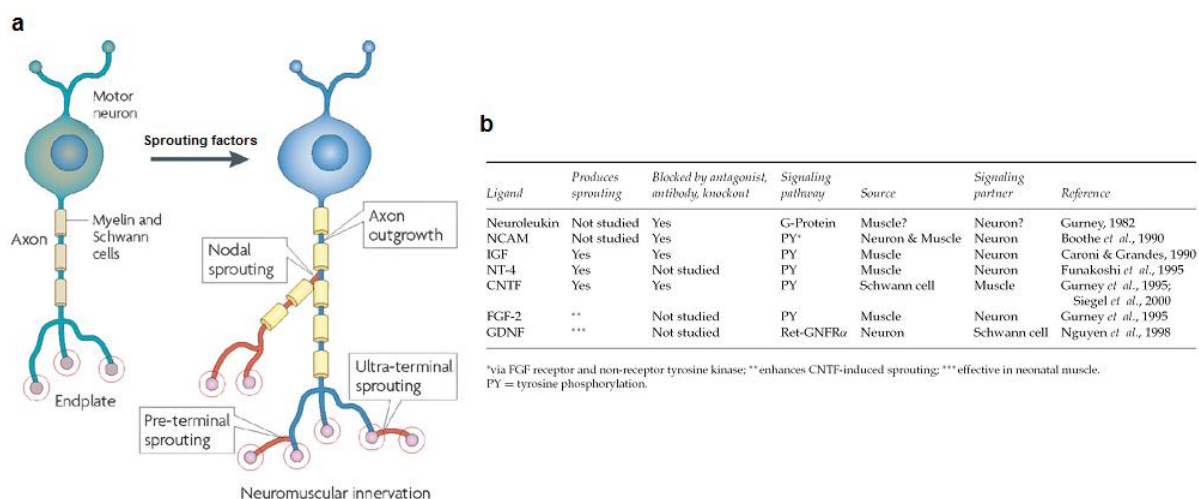 a
Motor
neuron
Sprouting factors
Axon
Myelin and
Schwann
cells
Endplate
Axon
outgrowth
Nodal
sprouting
Ultra-terminal
sprouting
Pre-terminal
sprouting
Neuromuscular innervation
b
Ligand Produces sprouting Blocked by antagonist, antibody, knockout Signaling pathway Source Signaling partner Reference
Neuroleukin Not studied Yes G-Protein Muscle? Neuron? Gurney, 1982
NCAM Not studied Yes PY* Neuron & Muscle Neuron Boothe et al., 1990
IGF Yes Yes PY Muscle Neuron Caroni & Grandes, 1990
NT-4 Yes Not studied PY Muscle Neuron Funakoshi et al., 1995
CNTF Yes Yes PY Schwann cell Muscle Gurney et al., 1995;
Siegel et al., 2000
FGF-2 ** Not studied PY Muscle Neuron Gurney et al., 1995
GDNF *** Not studied Ret-GNFRα Neuron Schwann cell Nguyen et al., 1998
*via FGF receptor and non-receptor tyrosine kinase; **enhances CNTF-induced sprouting; ***effective in neonatal muscle.
PY = tyrosine phosphorylation.